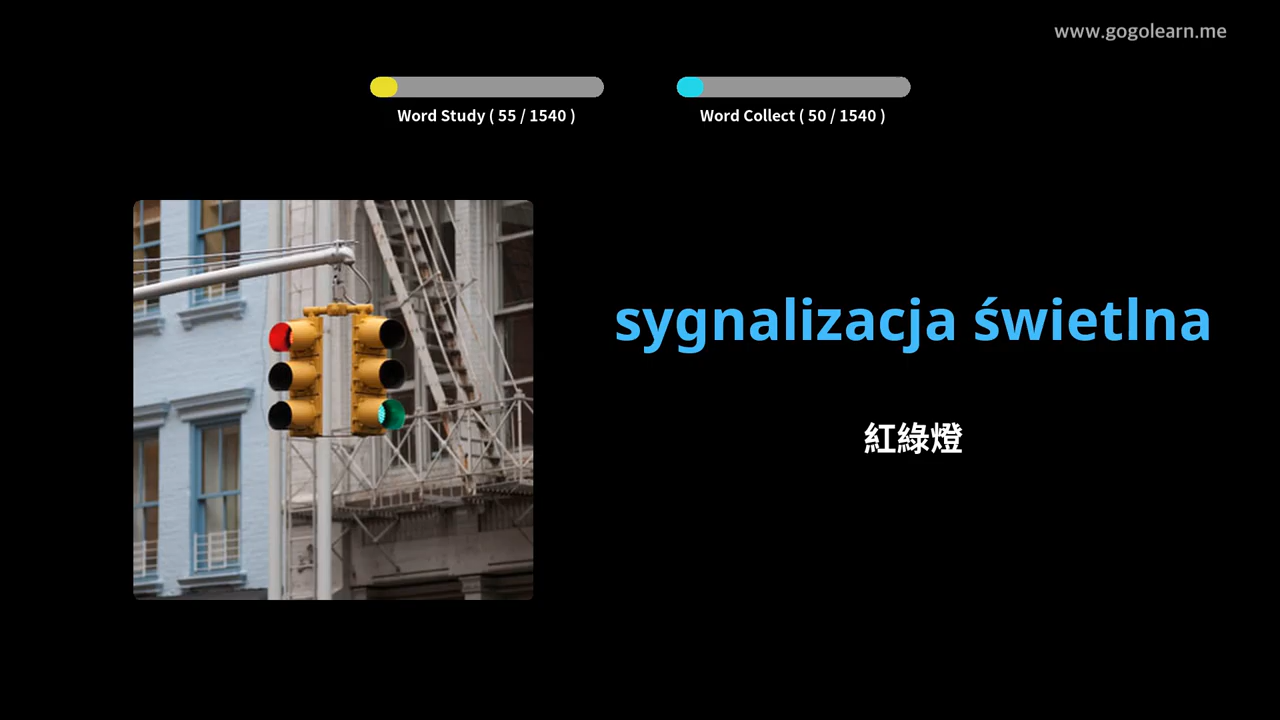 www.gogolearn.me
Word Study ( 55 / 1540 )
Word Collect ( 50 / 1540 )
sygnalizacja świetlna
紅綠燈